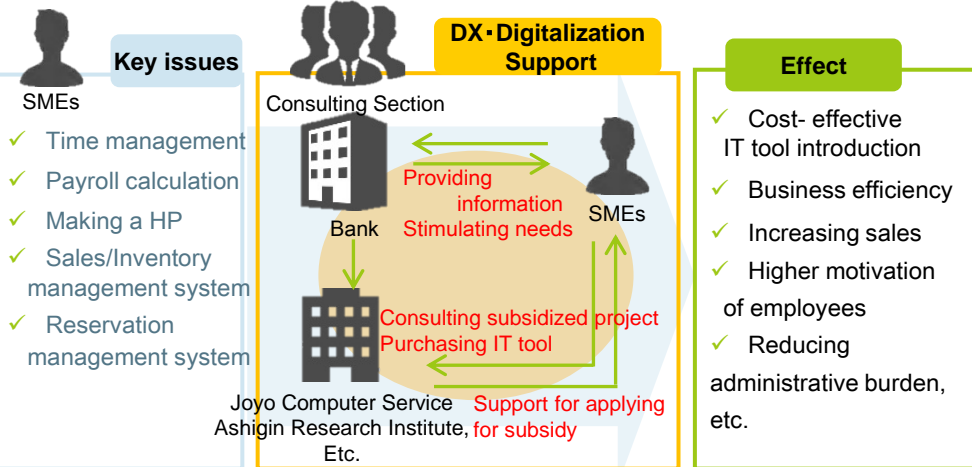 Key issues
SMEs
✓ Time management
✓ Payroll calculation
✓ Making a HP
✓ Sales/Inventory
management system
✓ Reservation
management system
DX・Digitalization
Support
Consulting Section
Bank
Providing
information
Stimulating needs
SMEs
Consulting subsidized project
Purchasing IT tool
Joyo Computer Service
Ashigin Research Institute,
Etc.
Support for applying
for subsidy
Effect
✓ Cost- effective
IT tool introduction
✓ Business efficiency
✓ Increasing sales
✓ Higher motivation
of employees
✓ Reducing
administrative burden,
etc.